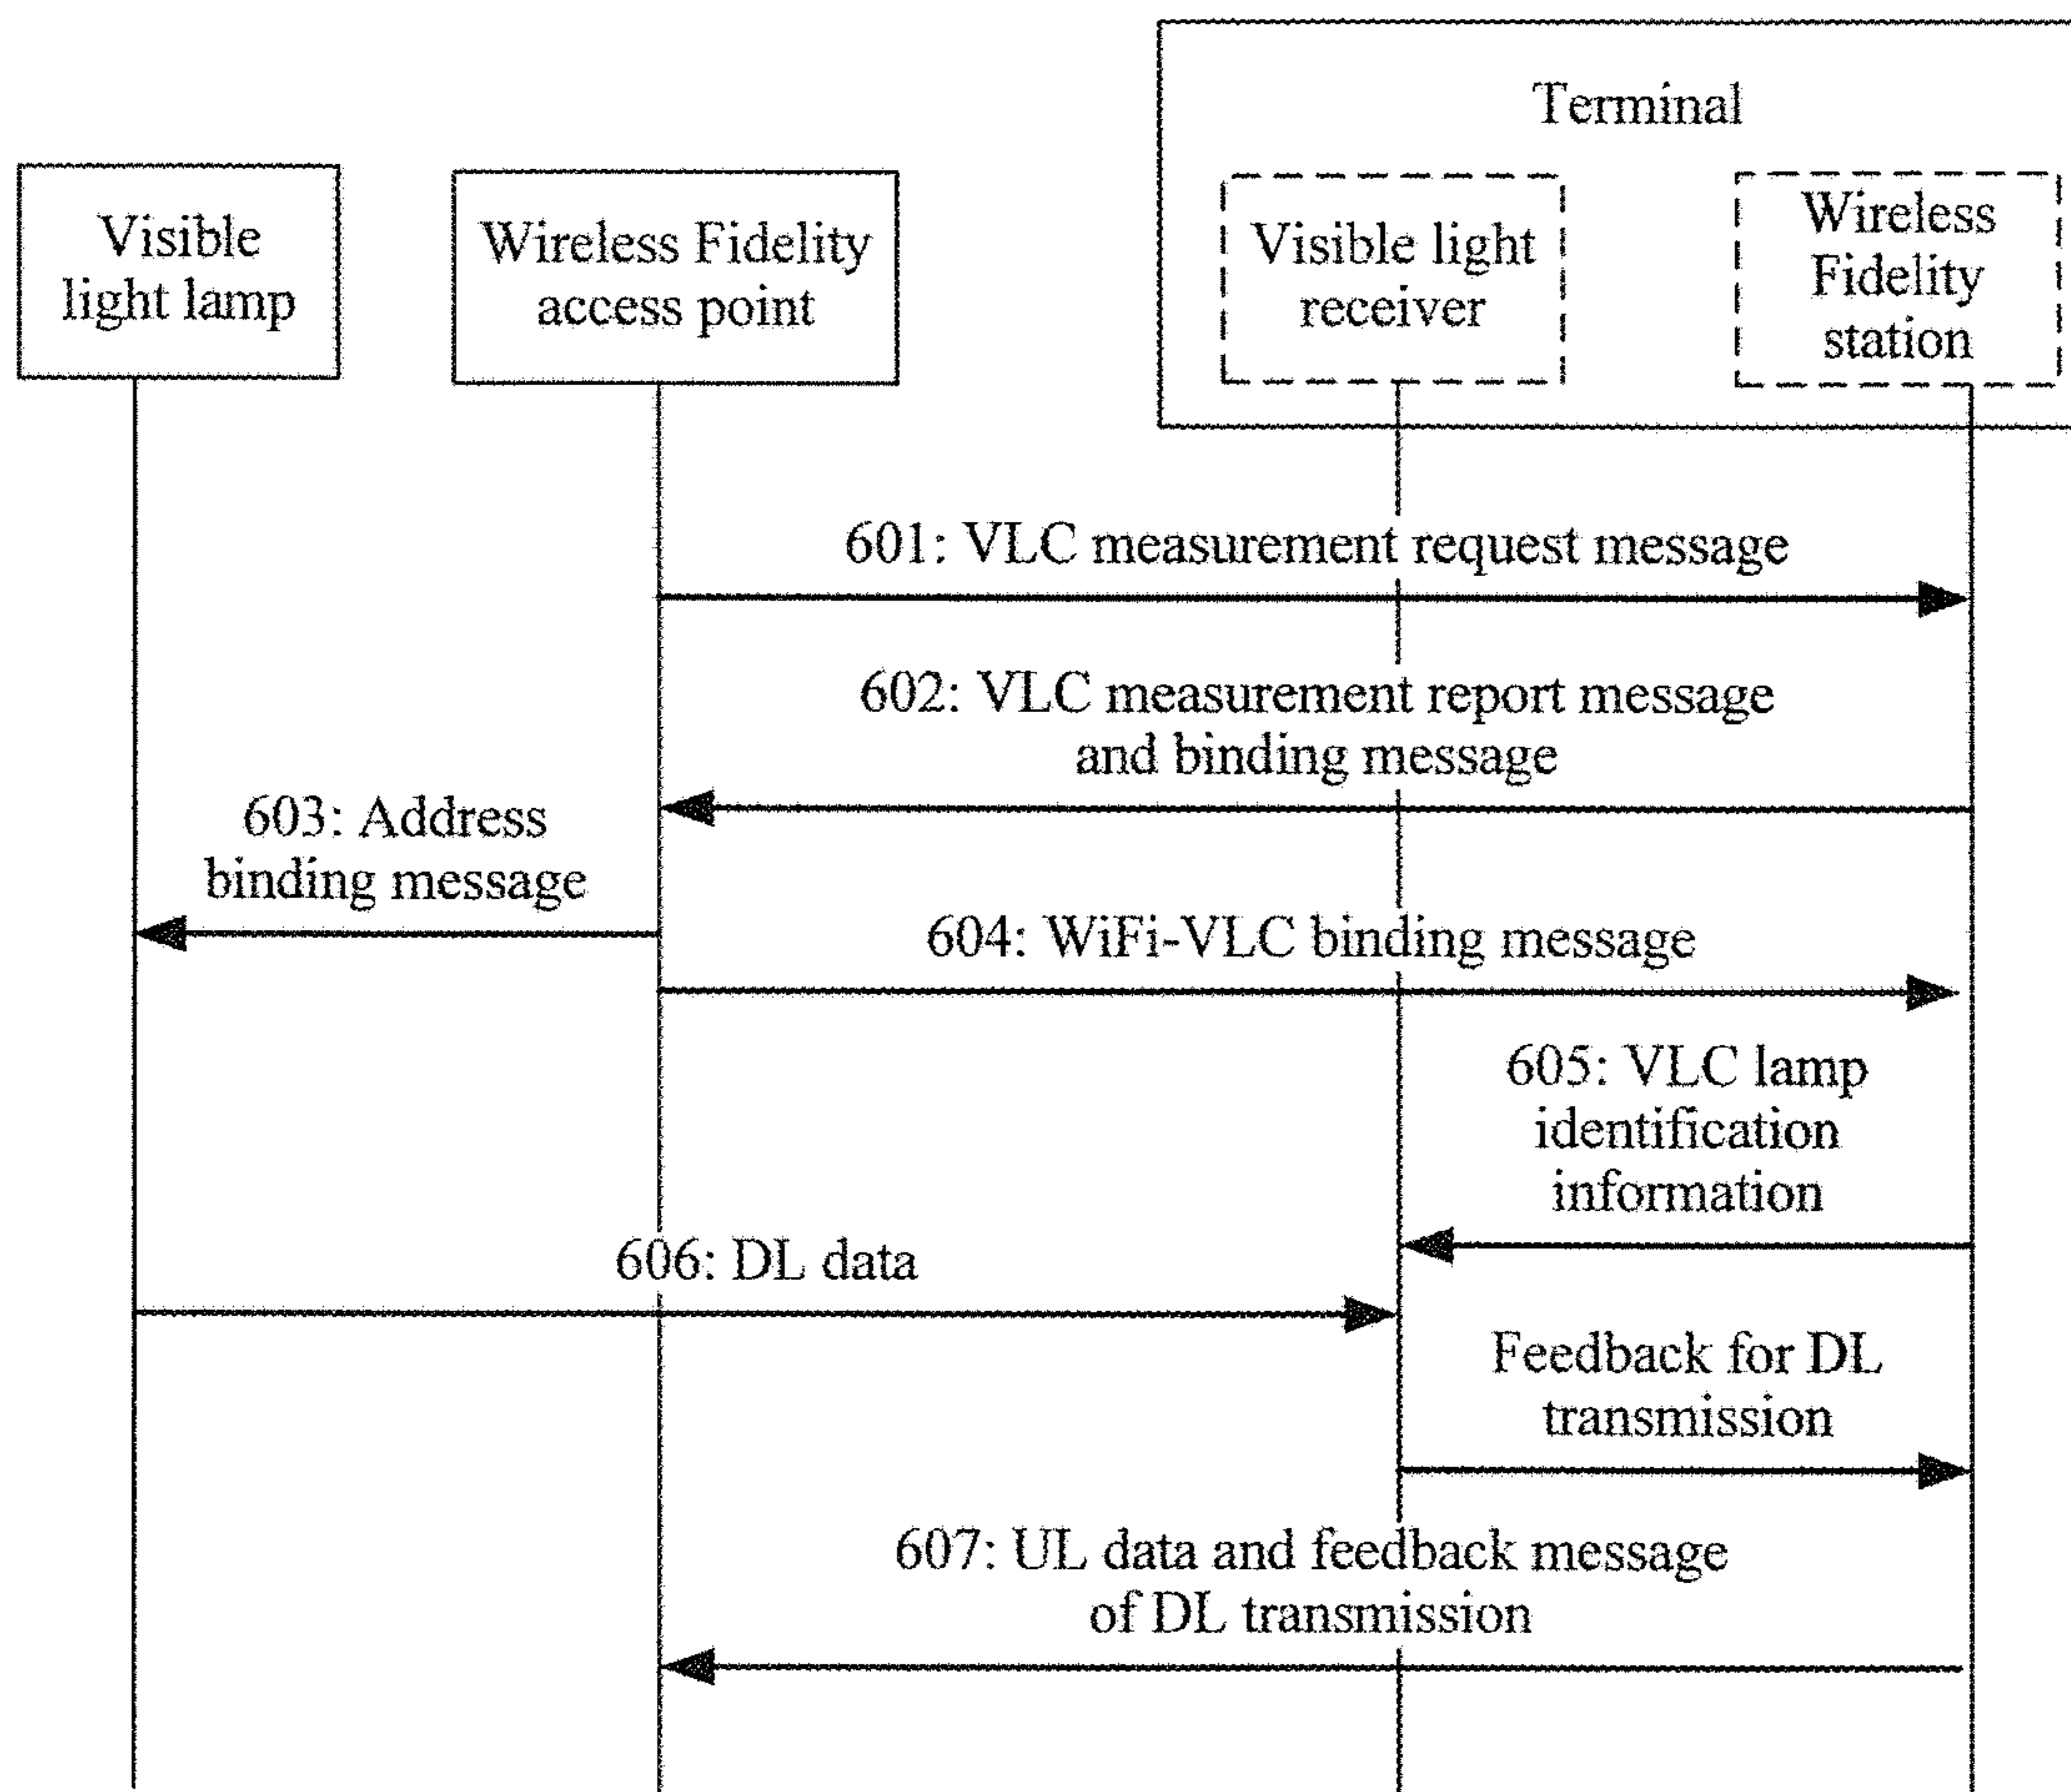 Terminal
Visible
light lamp
Wireless Fidelity
access point
Visible light
receiver
Wireless
Fidelity
station
601: VLC measurement request message
602: VLC measurement report message
and binding message
603: Address
binding message
604: WiFi-VLC binding message
605: VLC lamp
identification
information
606: DL data
Feedback for DL
transmission
607: UL data and feedback message
of DL transmission